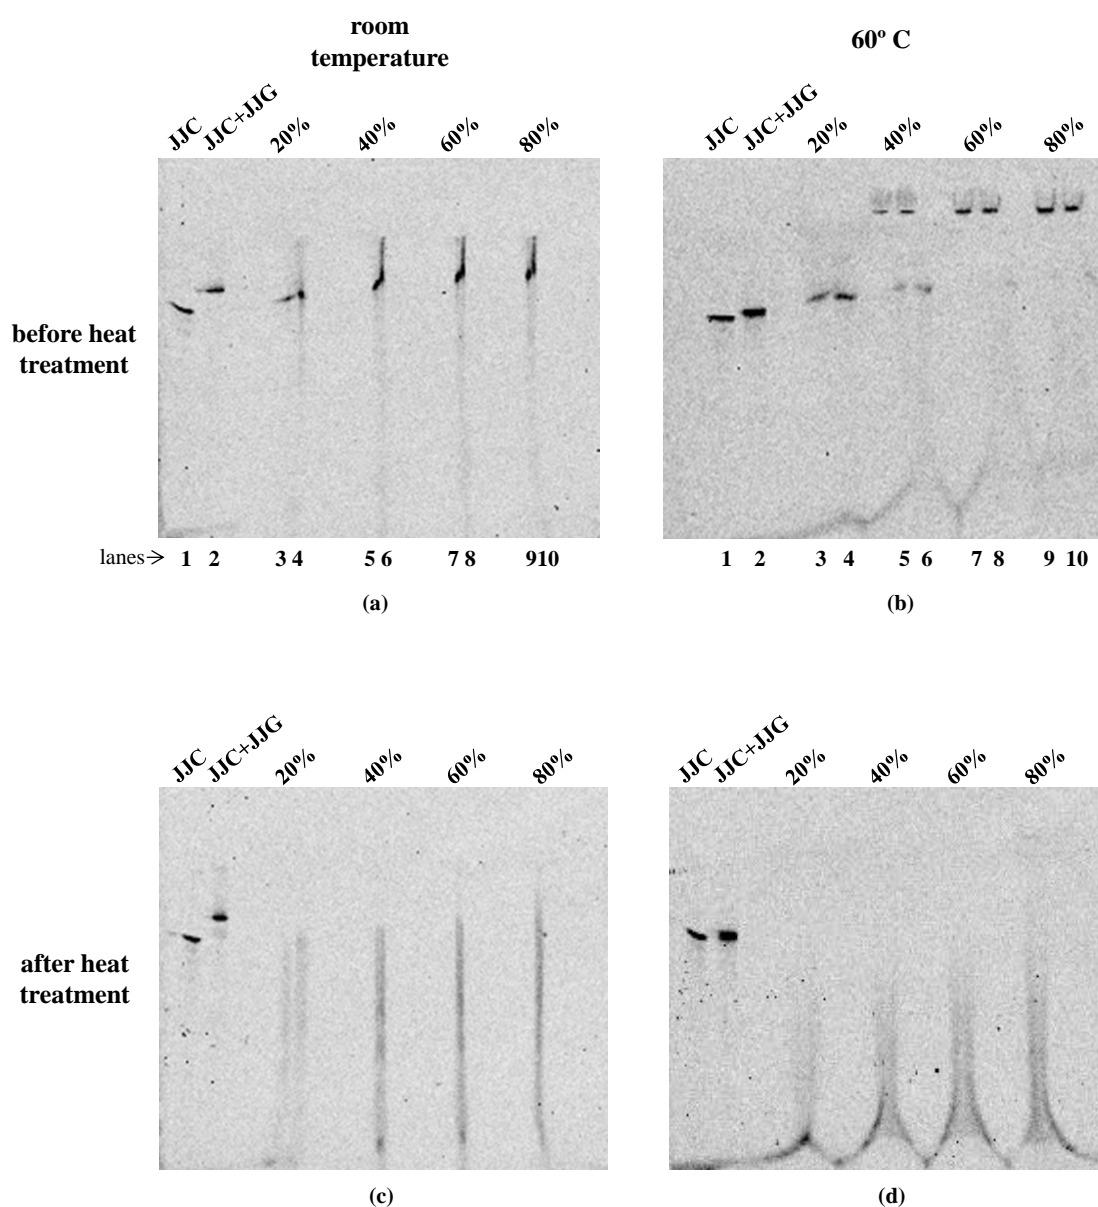 room
temperature
60º C
JJC JJC+JJG 20% 40% 60% 80%
JJC JJC+JJG 20% 40% 60% 80%
before heat
treatment
lanes→ 1 2 3 4 5 6 7 8 9 10
1 2 3 4 5 6 7 8 9 10
(a)
(b)
JJC JJC+JJG 20% 40% 60% 80%
JJC JJC+JJG 20% 40% 60% 80%
after heat
treatment
(c)
(d)